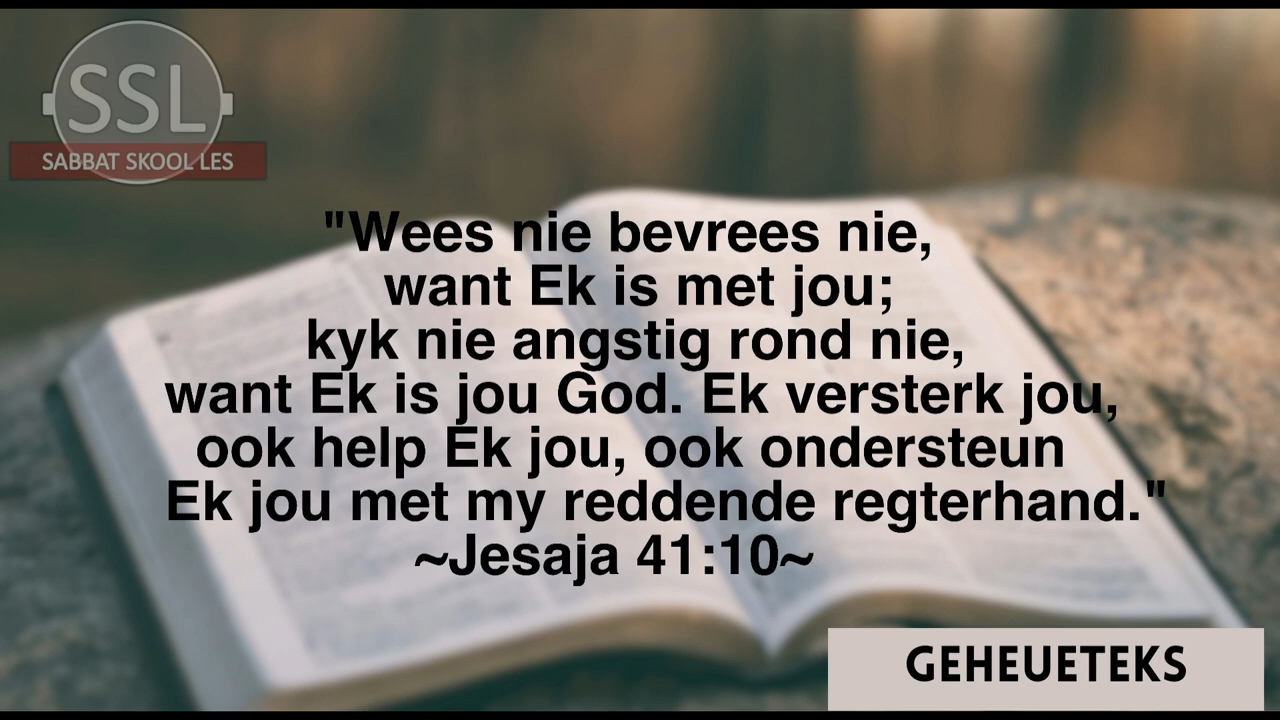 SSL
SABBAT SKOOL LES
"Wees nie bevrees nie,
want Ek is met jou;
kyk nie angstig rond nie,
want Ek is jou God. Ek versterk jou,
ook help Ek jou, ook ondersteun
Ek jou met my reddende regterhand."
~Jesaja 41:10~
GEHEUETEKS